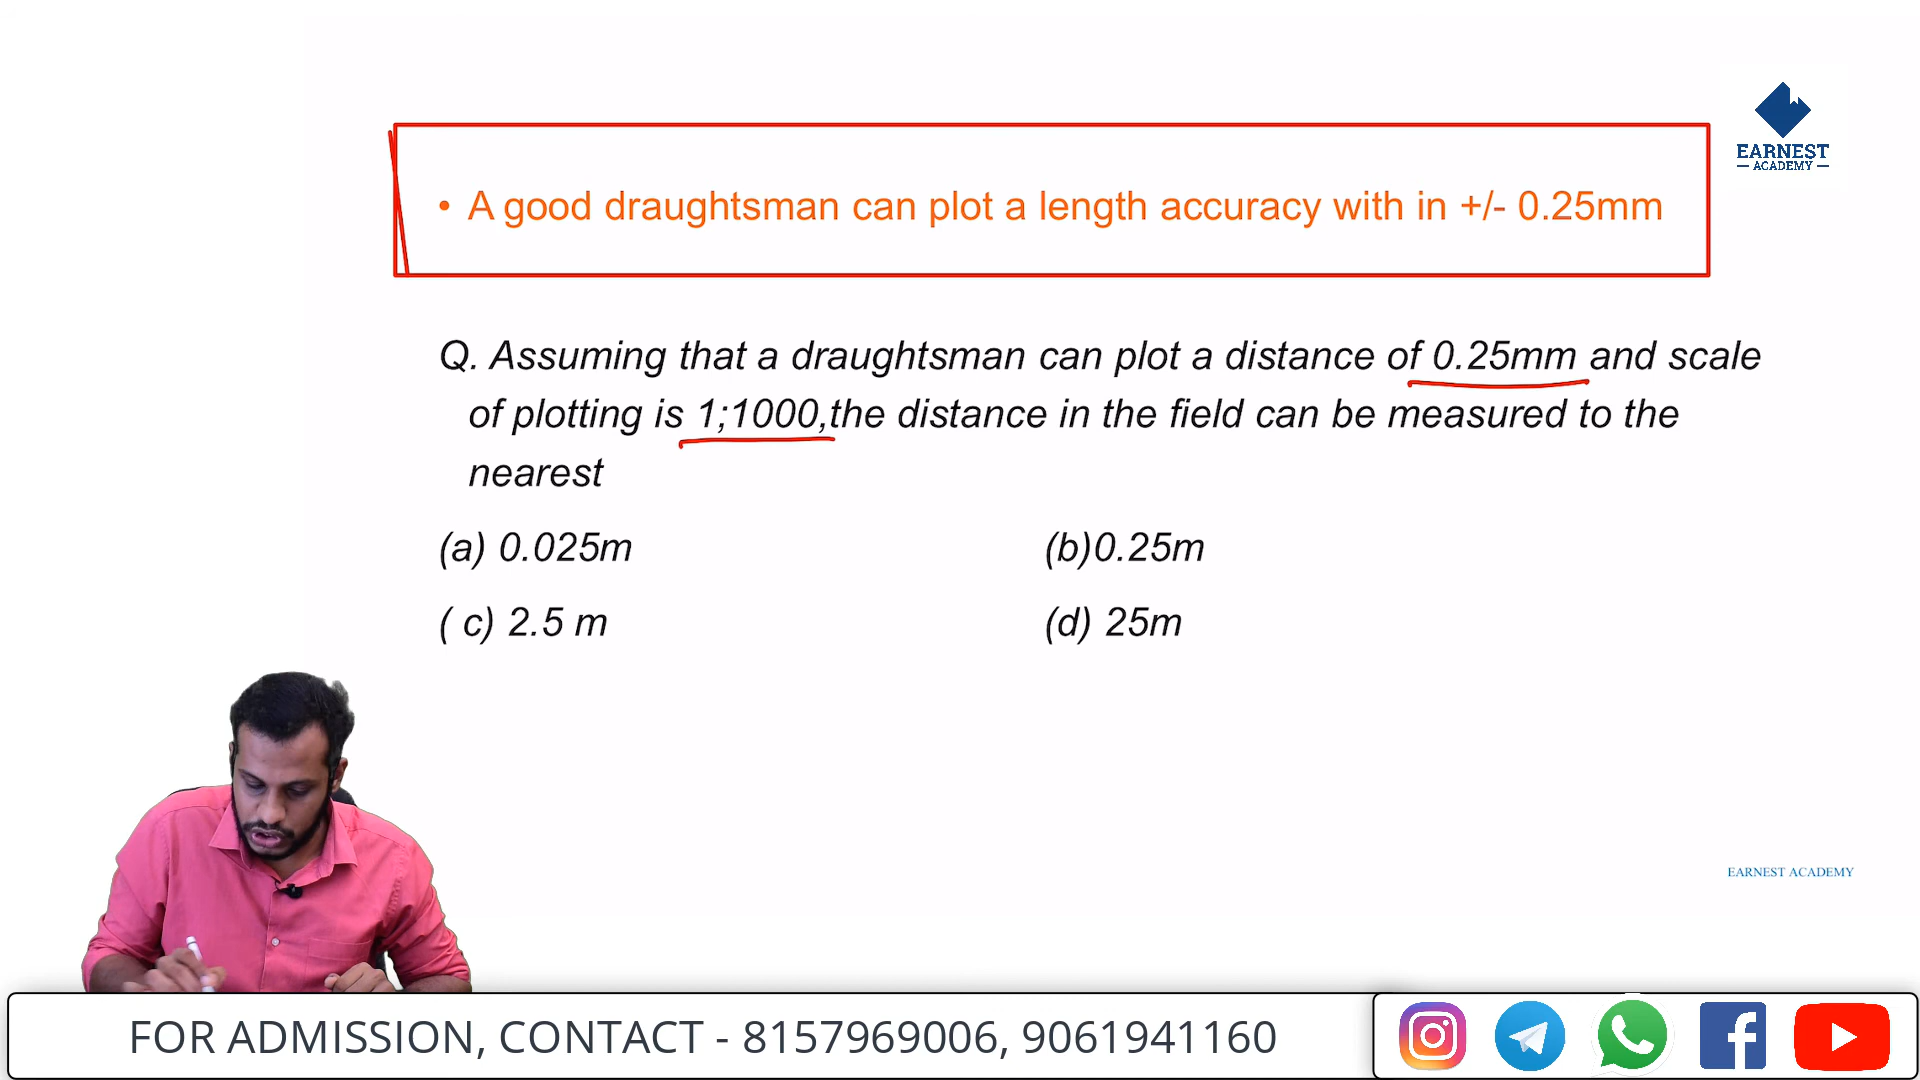 EARNEST
ACADEMY
• A good draughtsman can plot a length accuracy with in +/- 0.25mm
Q. Assuming that a draughtsman can plot a distance of 0.25mm and scale
of plotting is 1;1000,the distance in the field can be measured to the
nearest
(a) 0.025m (b)0.25m
( c) 2.5 m (d) 25m
EARNEST ACADEMY
FOR ADMISSION, CONTACT - 8157969006, 9061941160